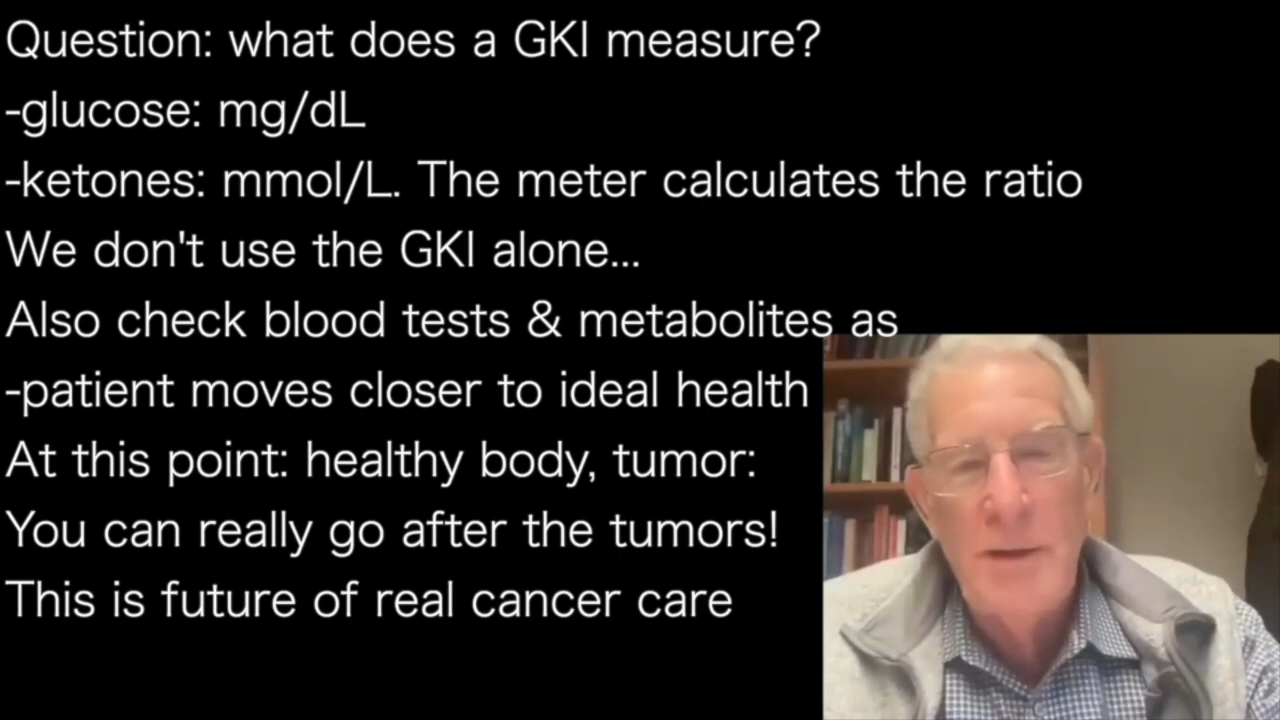 Question: what does a GKI measure?
-glucose: mg/dL
-ketones: mmol/L. The meter calculates the ratio
We don't use the GKI alone...
Also check blood tests & metabolites as
-patient moves closer to ideal health
At this point: healthy body, tumor:
You can really go after the tumors!
This is future of real cancer care